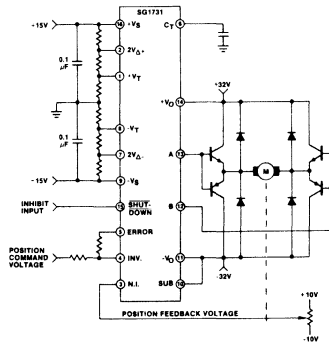 SG1731
-15V
16 +VS CT 6
0.1
µF
2 2VΔ+
1 +VT
+32V
+VO 14
8 -VT
0.1
µF
7 2VΔ-
A 13
M
-15V
9 -VS
INHIBIT
INPUT
15 SHUT-
DOWN
B 12
5 ERROR
POSITION
COMMAND
VOLTAGE
4 INV.
-VO 11
-32V
3 N.I.
SUB 10
+10V
POSITION FEEDBACK VOLTAGE
-10V